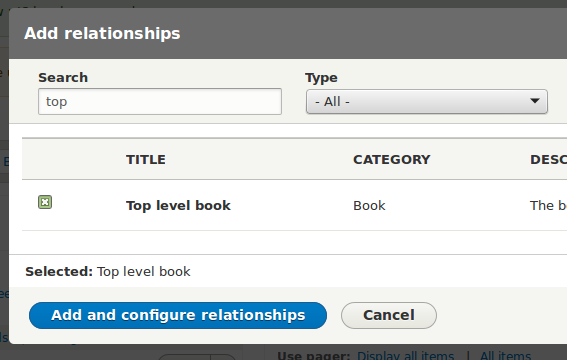 Add relationships
Search
Type
top
- All -
TITLE CATEGORY
Top level book Book The
Selected: Top level book
Add and configure relationships Cancel
Use pager: Display all items | All items